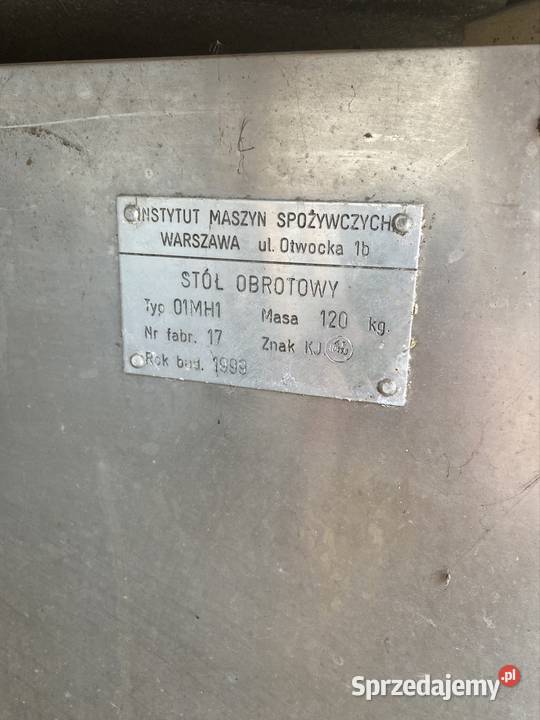 INSTYTUT MASZYN SPOŻYWCZYCH
WARSZAWA ul. Otwocka 1b
STÓŁ OBROTOWY
Typ 01MH1 Masa 120 kg.
Nr fabr. 17 Znak KJ
Rok bud. 1993
Sprzedajemy.pl